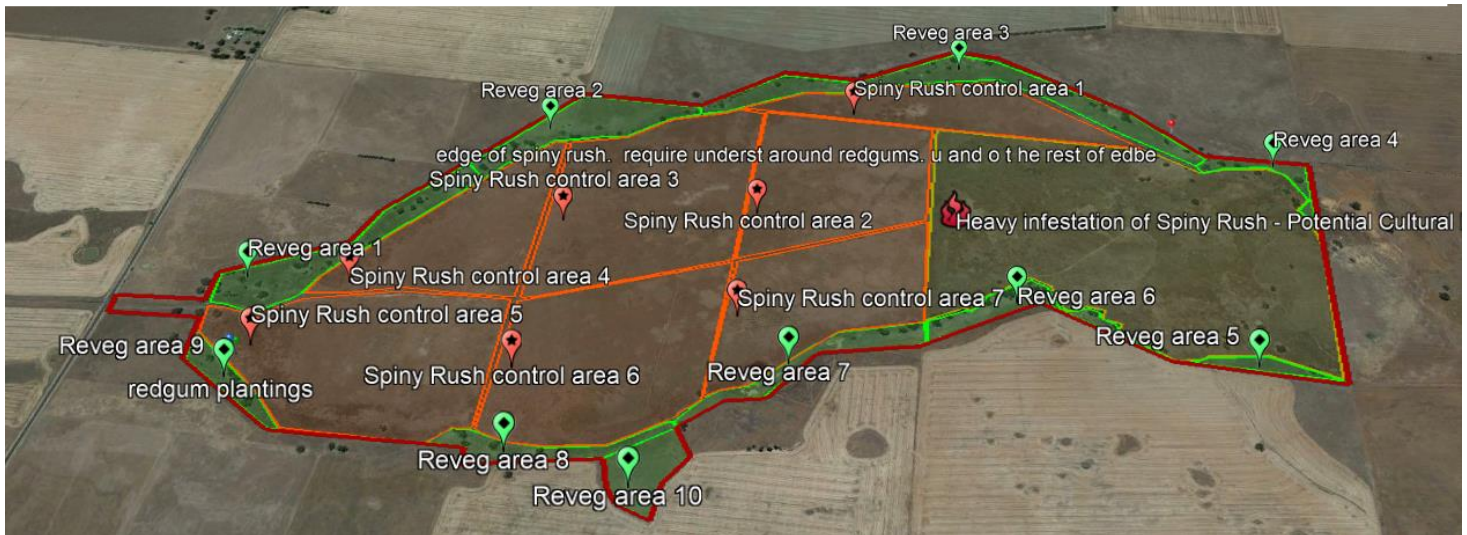 Reveg area 3
Reveg area 2
Spiny Rush control area 1
Reveg area 4
edge of spiny rush. require underst around redgums. u and o t he rest of edbe
Spiny Rush control area 3
Spiny Rush control area 2
Heavy infestation of Spiny Rush - Potential Cultural
Reveg area 1
Spiny Rush control area 4
Spiny Rush control area 7
Reveg area 6
Spiny Rush control area 5
Reveg area 5
Reveg area 9
Reveg area 7
redgum plantings
Spiny Rush control area 6
Reveg area 8
Reveg area 10